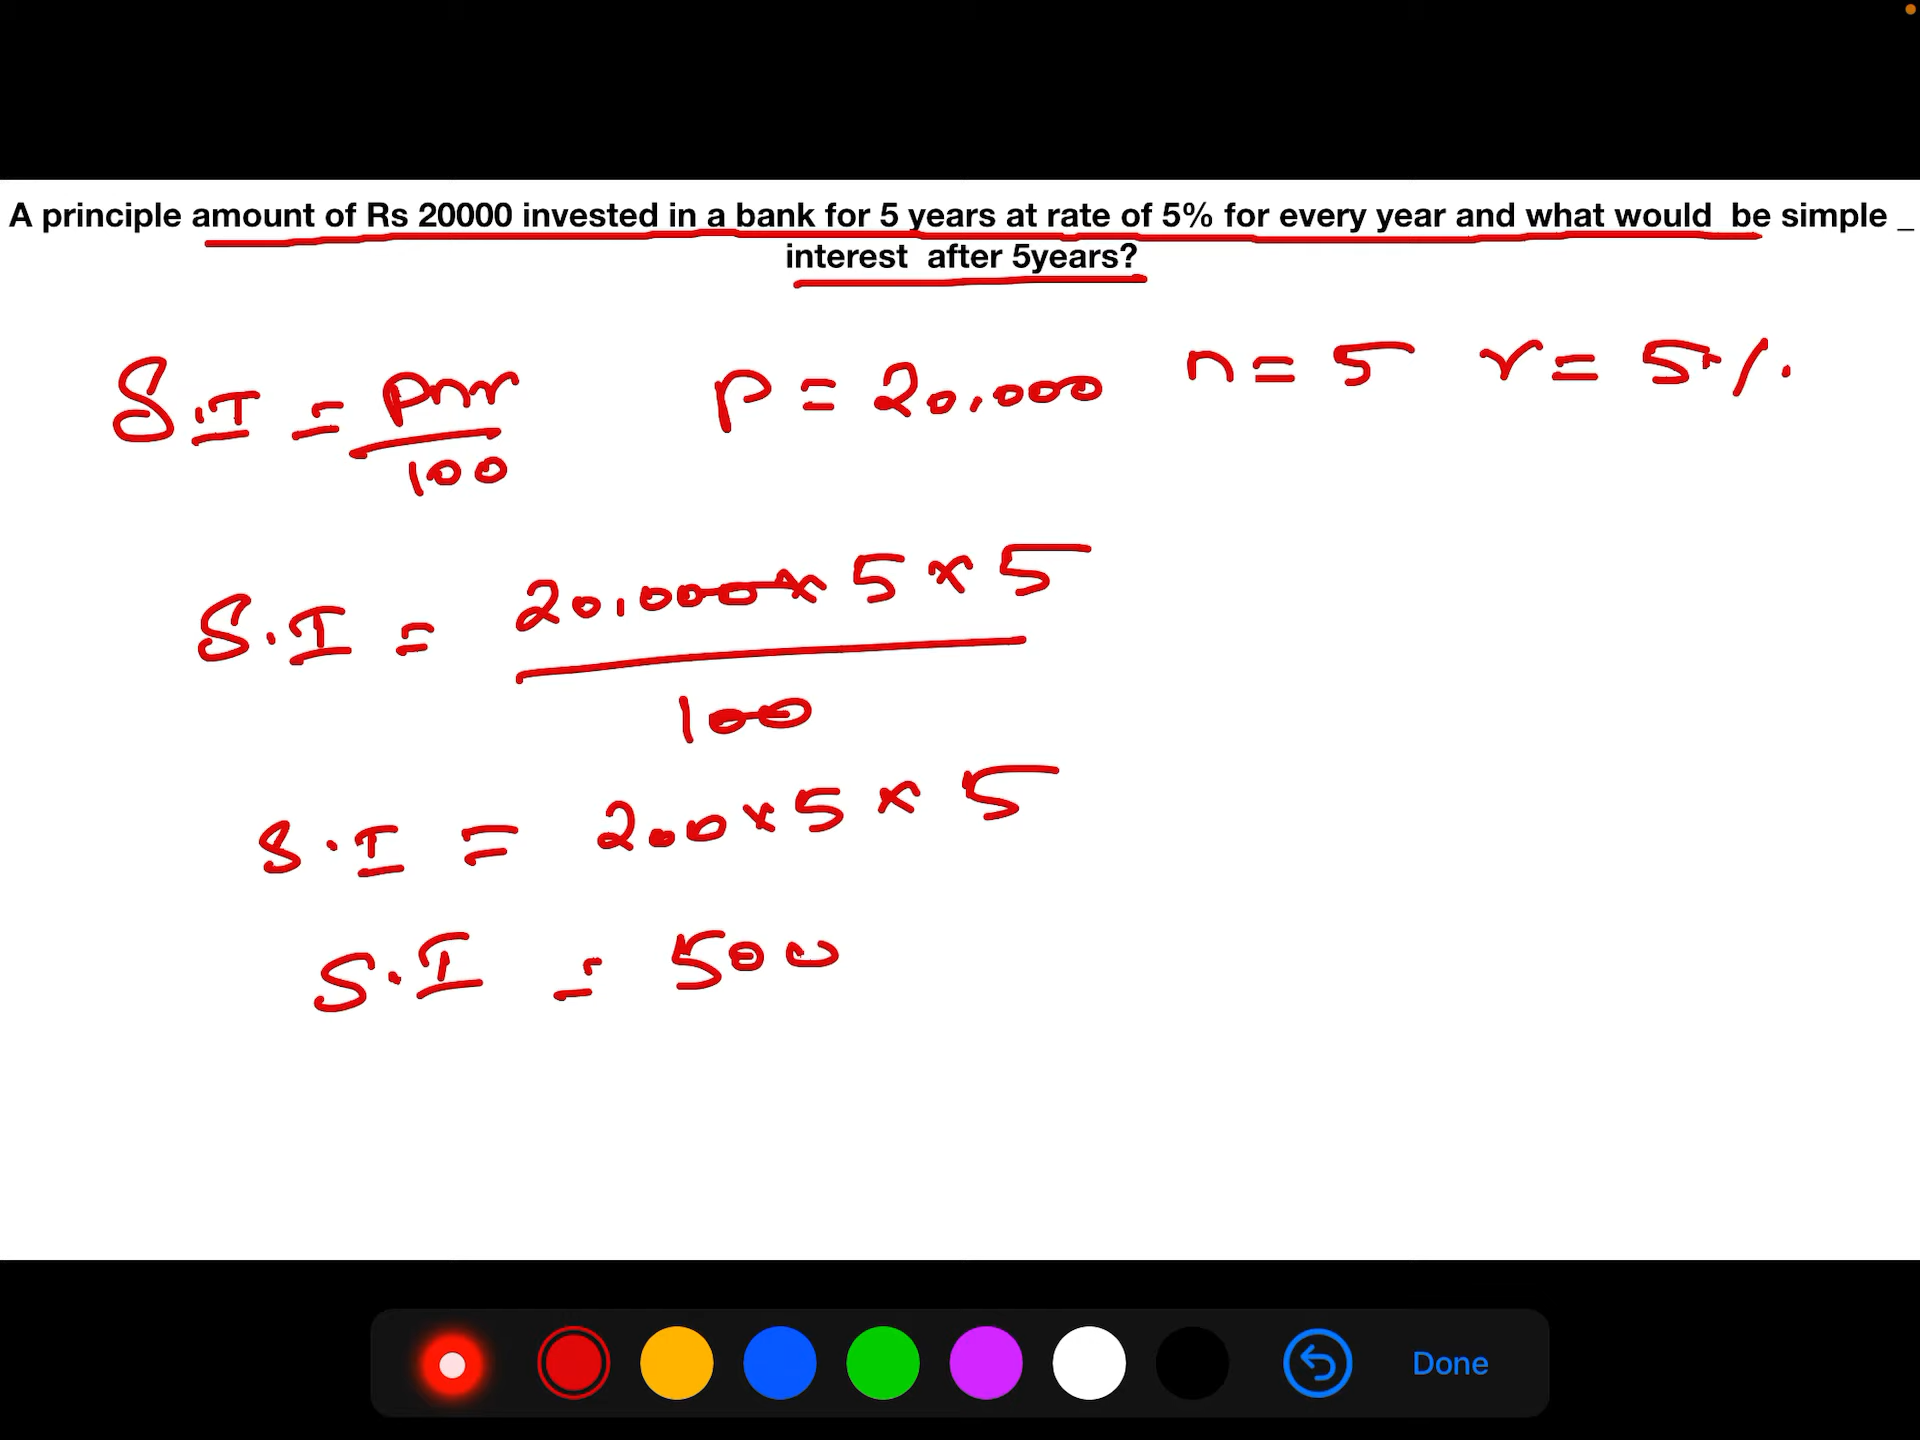 A principle amount of Rs 20000 invested in a bank for 5 years at rate of 5% for every year and what would be simple _
interest after 5years?
S.I = pnr/100 p = 20,000 n = 5 r = 5%
S.I = 20,000 x 5 x 5 / 100
S.I = 200 x 5 x 5
S.I = 500
Done